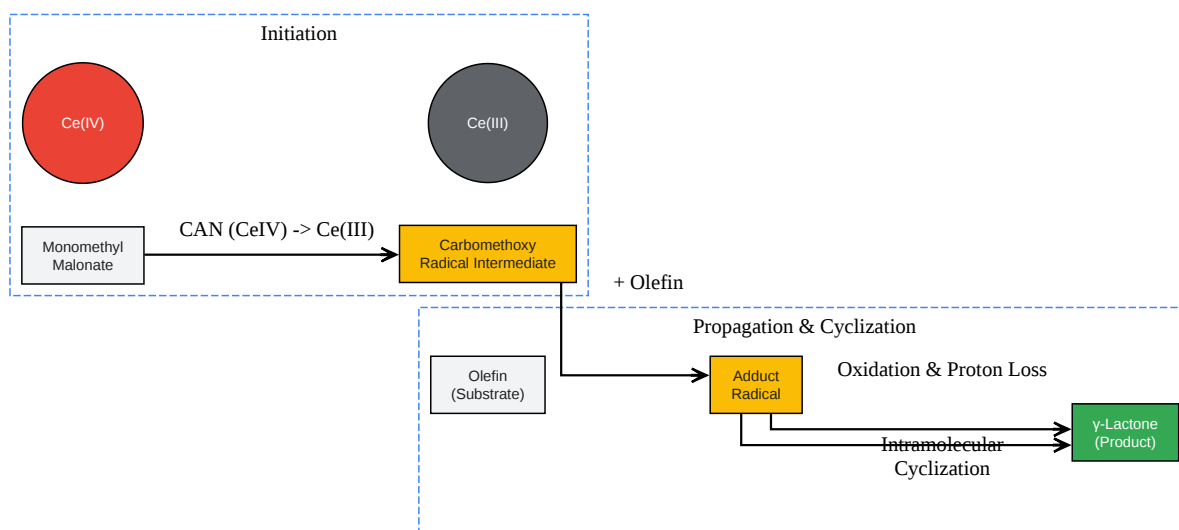 Initiation
Ce(IV)
Ce(III)
CAN (CeIV) -> Ce(III)
Monomethyl
Malonate
Carbomethoxy
Radical Intermediate
+ Olefin
Propagation & Cyclization
Olefin
(Substrate)
Adduct
Radical
Oxidation & Proton Loss
Intramolecular
Cyclization
γ-Lactone
(Product)